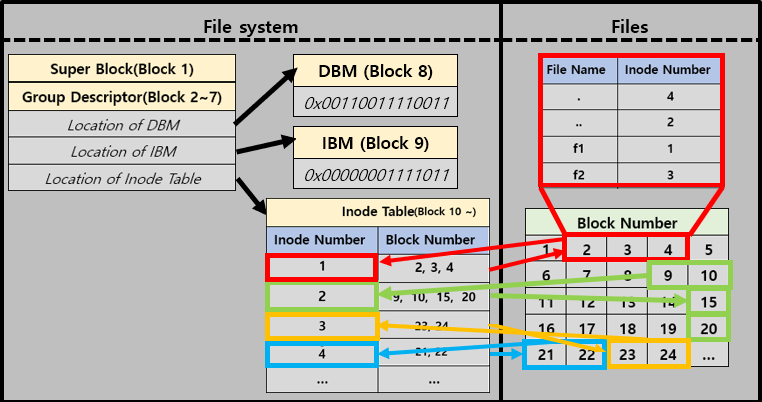 File system
Files
Super Block(Block 1)
Group Descriptor(Block 2~7)
Location of DBM
Location of IBM
Location of Inode Table
DBM (Block 8)
0x00110011110011
IBM (Block 9)
0x00000001111011
Inode Table(Block 10 ~)
Inode Number Block Number
1 2, 3, 4
2 9, 10, 15, 20
3 23, 24
4 21, 22
... ...
File Name Inode Number
. 4
.. 2
f1 1
f2 3
Block Number
1 2 3 4 5
6 7 8 9 10
11 12 13 14 15
16 17 18 19 20
21 22 23 24 ...